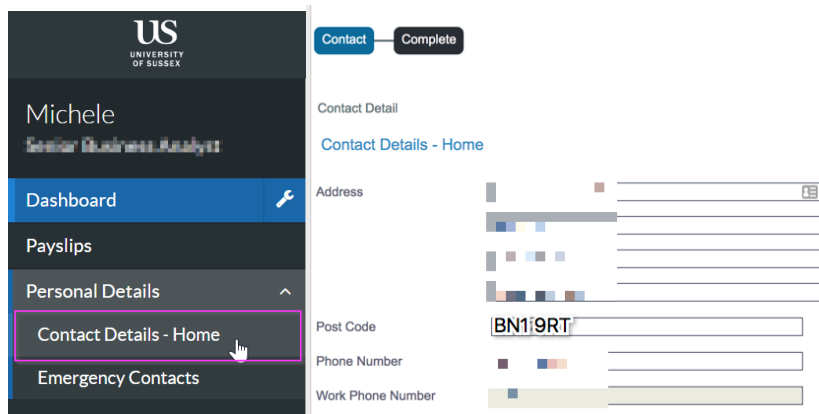 US
UNIVERSITY
OF SUSSEX
Michele
Dashboard
Payslips
Personal Details
Contact Details - Home
Emergency Contacts
Contact
Complete
Contact Detail
Contact Details - Home
Address
Post Code
BN1 9RT
Phone Number
Work Phone Number